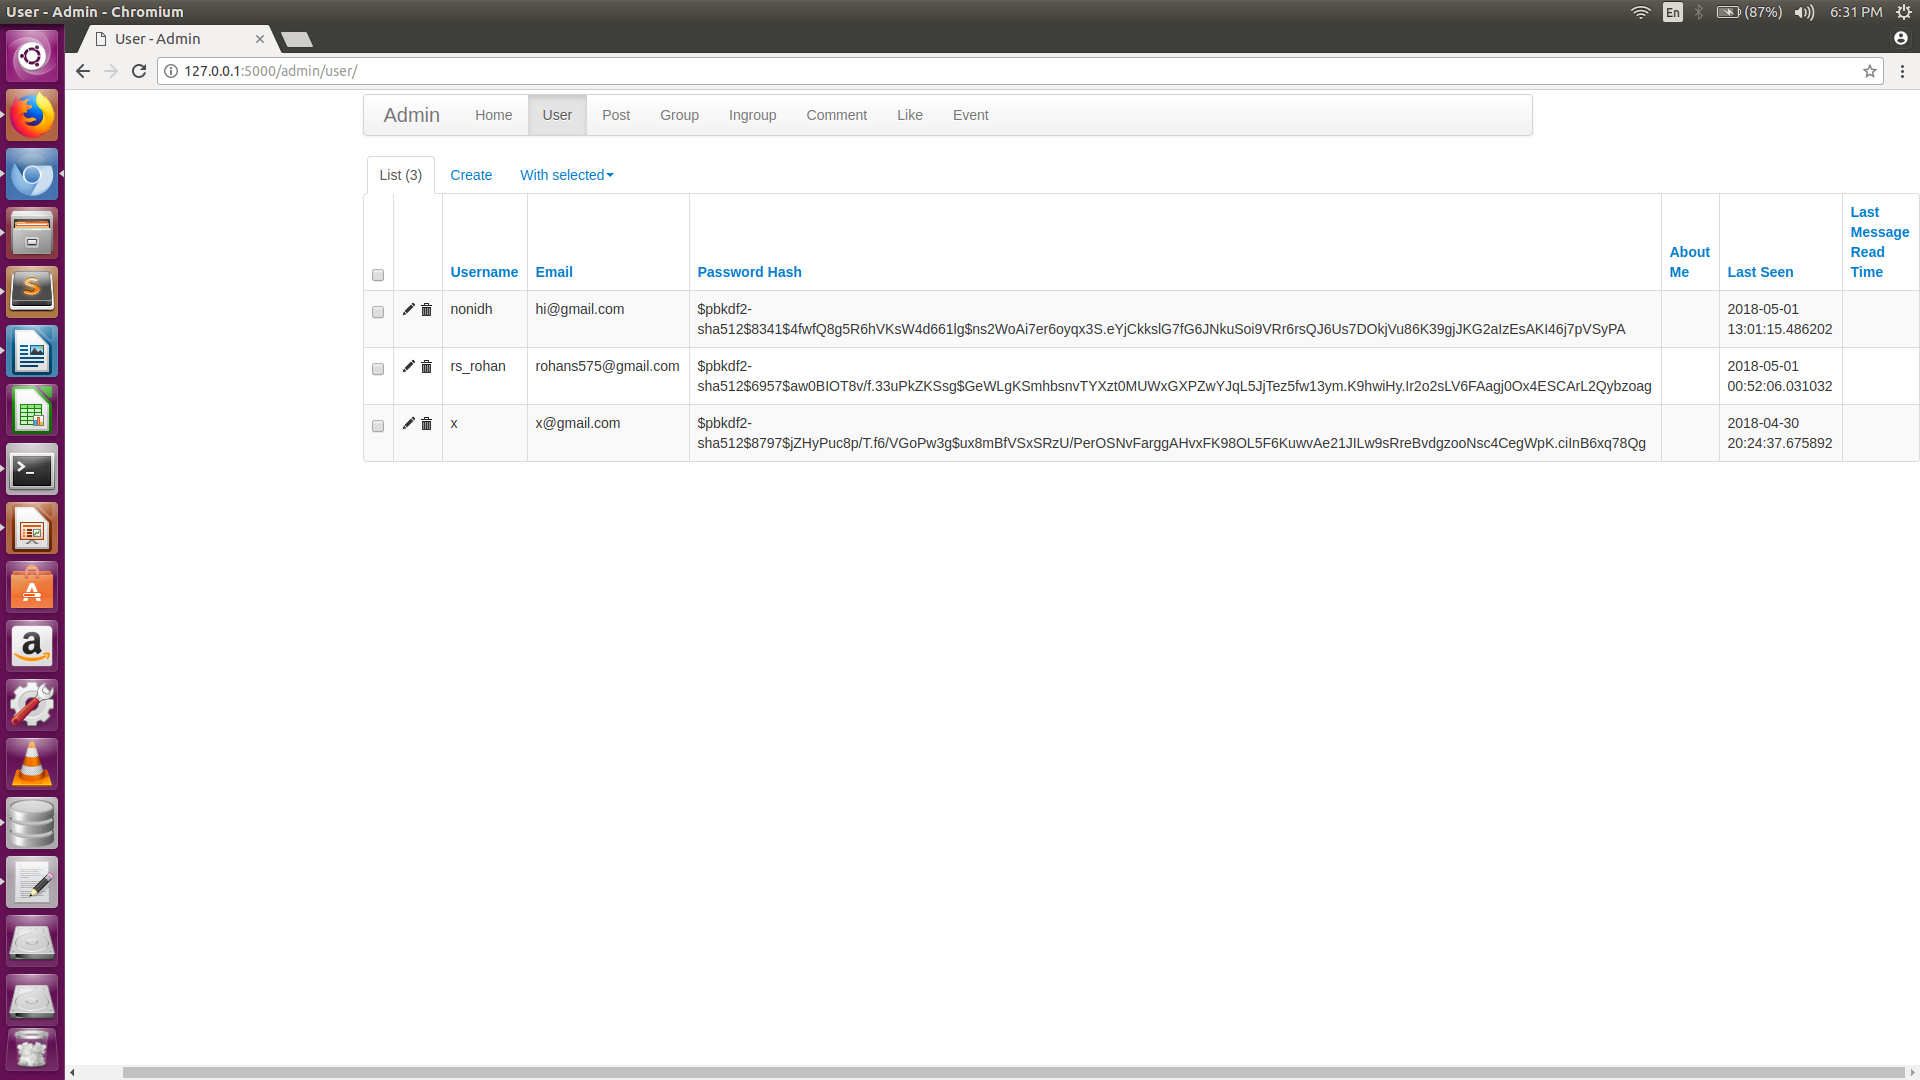 User - Admin - Chromium
En
(87%)
6:31 PM
User - Admin
127.0.0.1:5000/admin/user/
Admin Home User Post Group Ingroup Comment Like Event
List (3) Create With selected
Username Email Password Hash About Me Last Seen Last Message Read Time
nonidh hi@gmail.com $pbkdf2-
sha512$8341$4fwfQ8g5R6hVKsW4d661lg$ns2WoAi7er6oyqx3S.eYjCkkslG7fG6JNkuSoi9VRr6rsQJ6Us7DOkjVu86K39gjJKG2aIzEsAKI46j7pVSyPA
2018-05-01
13:01:15.486202
rs_rohan rohans575@gmail.com $pbkdf2-
sha512$6957$aw0BIOT8v/f.33uPkZKSsg$GeWLgKSmhbsnvTYXzt0MUWxGXPZwYJqL5JjTez5fw13ym.K9hwiHy.Ir2o2sLV6FAagj0Ox4ESCArL2Qybzoag
2018-05-01
00:52:06.031032
x x@gmail.com $pbkdf2-
sha512$8797$jZHyPuc8p/T.f6/VGoPw3g$ux8mBfVSxSRzU/PerOSNvFarggAHvxFK98OL5F6KuwvAe21JILw9sRreBvdgzooNsc4CegWpK.ciInB6xq78Qg
2018-04-30
20:24:37.675892